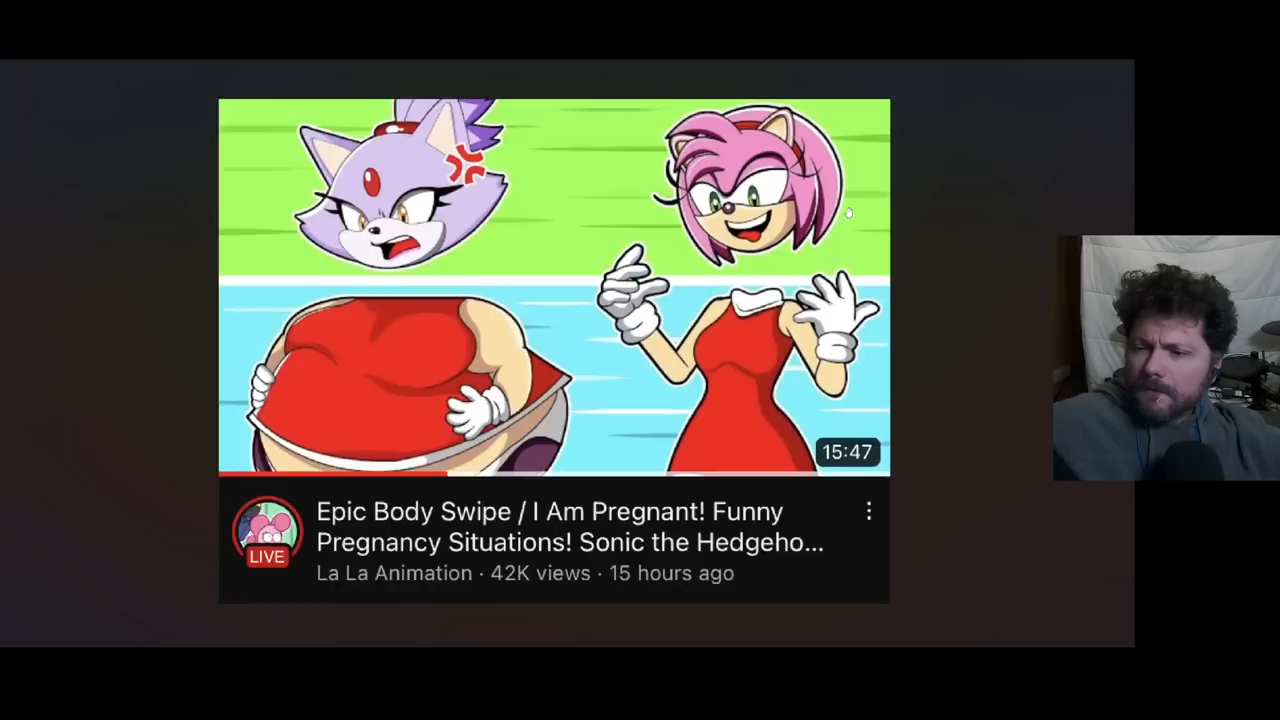 15:47
Epic Body Swipe / I Am Pregnant! Funny
Pregnancy Situations! Sonic the Hedgeho...
LIVE
La La Animation · 42K views · 15 hours ago